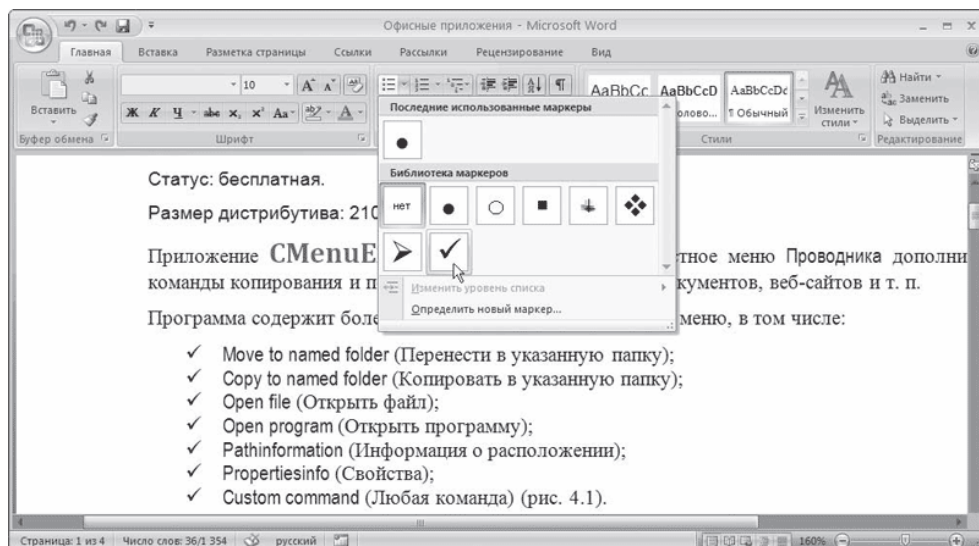 Офисные приложения - Microsoft Word
Главная Вставка Разметка страницы Ссылки Рассылки Рецензирование Вид
Вставить
10
Ж К Ч abc x, x² Aa
AaBbCc AaBbCcD AaBbCcDc
олово... ¶ Обычный
Изменить стили
Найти
Заменить
Выделить
Буфер обмена Шрифт Стили Редактирование
Последние использованные маркеры
Библиотека маркеров
нет
Изменить уровень списка
Определить новый маркер...
Статус: бесплатная.
Размер дистрибутива: 210
Приложение CMenuE тное меню Проводника дополни
команды копирования и п кументов, веб-сайтов и т. п.
Программа содержит боле меню, в том числе:
✓ Move to named folder (Перенести в указанную папку);
✓ Copy to named folder (Копировать в указанную папку);
✓ Open file (Открыть файл);
✓ Open program (Открыть программу);
✓ Pathinformation (Информация о расположении);
✓ Propertiesinfo (Свойства);
✓ Custom command (Любая команда) (рис. 4.1).
Страница: 1 из 4 Число слов: 36/1 354 русский 160%